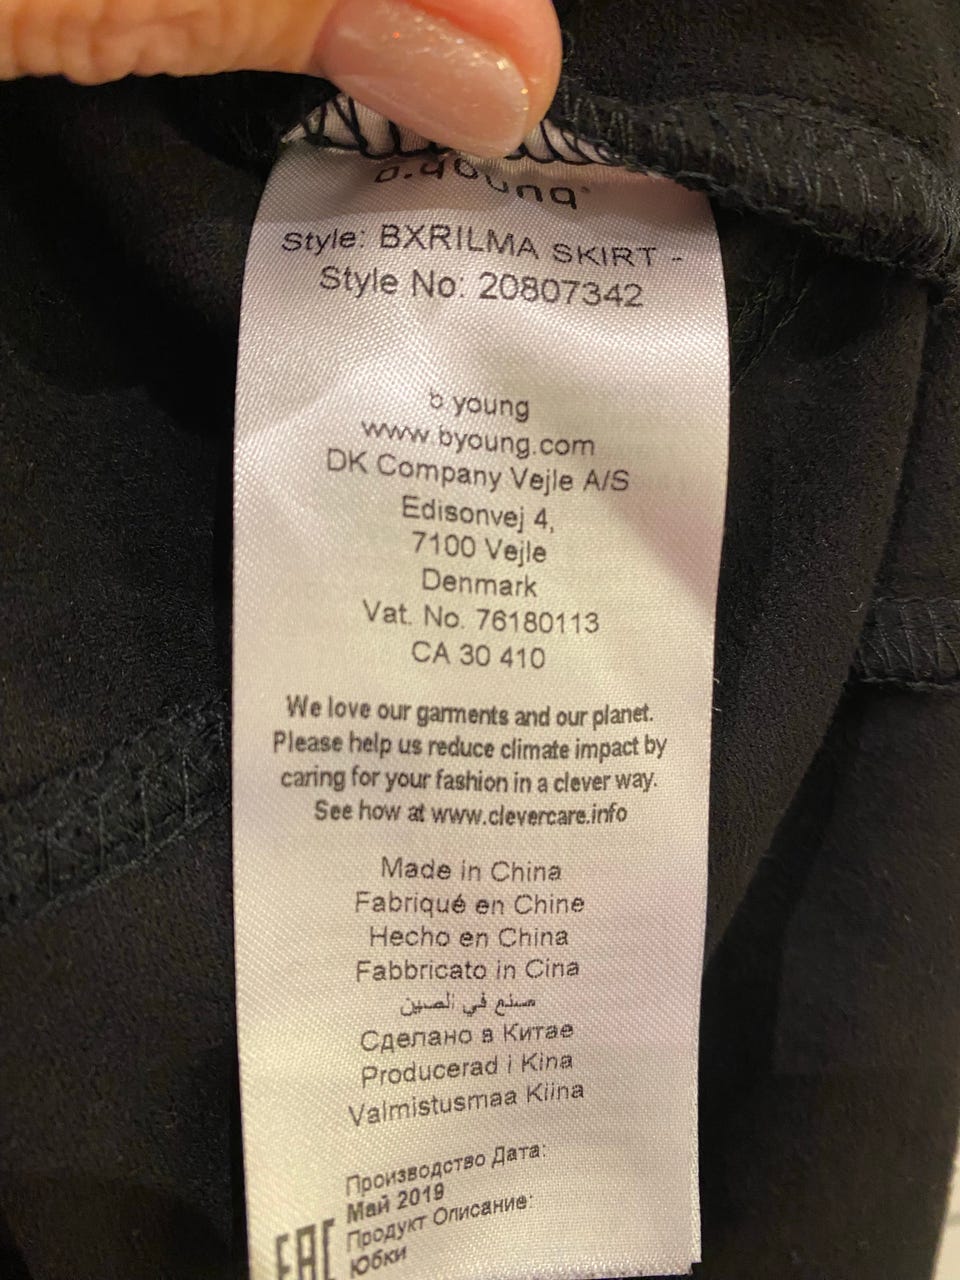 b.young®
Style: BXRILMA SKIRT -
Style No: 20807342
b young
www.byoung.com
DK Company Vejle A/S
Edisonvej 4,
7100 Vejle
Denmark
Vat. No. 76180113
CA 30 410
We love our garments and our planet.
Please help us reduce climate impact by
caring for your fashion in a clever way.
See how at www.clevercare.info
Made in China
Fabriqué en Chine
Hecho en China
Fabbricato in Cina
صنع في الصين
Сделано в Китае
Producerad i Kina
Valmistusmaa Kiina
Производство Дата:
Май 2019
Продукт Описание:
Юбки
EAC